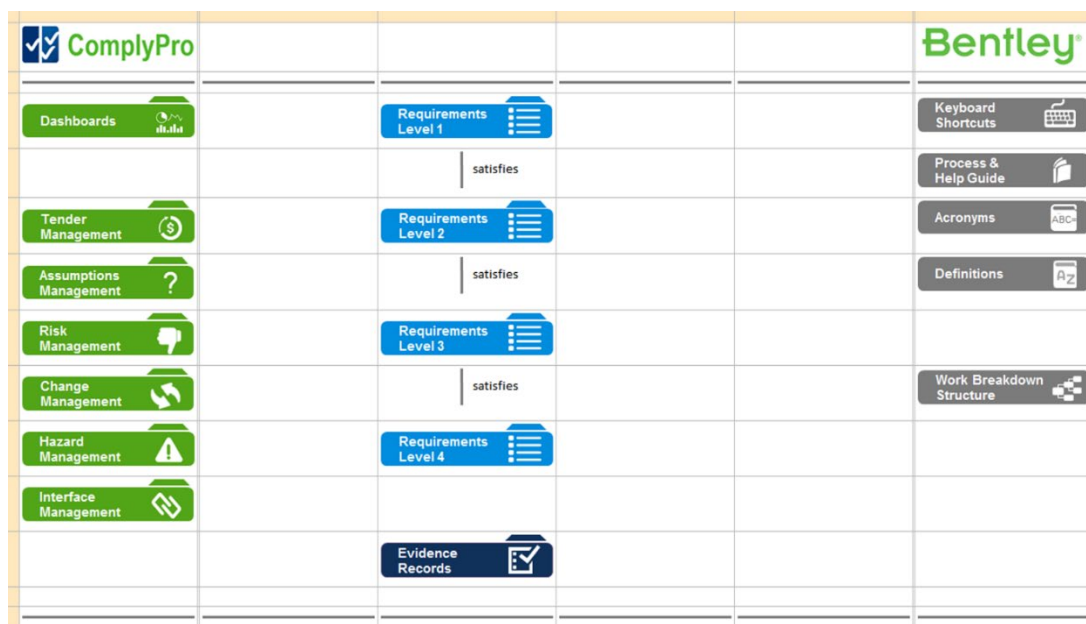 ComplyPro
Bentley
Dashboards
Requirements
Level 1
Keyboard
Shortcuts
satisfies
Process &
Help Guide
Tender
Management
$
Requirements
Level 2
Acronyms
ABC=
Assumptions
Management
?
satisfies
Definitions
AZ
Risk
Management
Requirements
Level 3
Change
Management
satisfies
Work Breakdown
Structure
Hazard
Management
Requirements
Level 4
Interface
Management
Evidence
Records